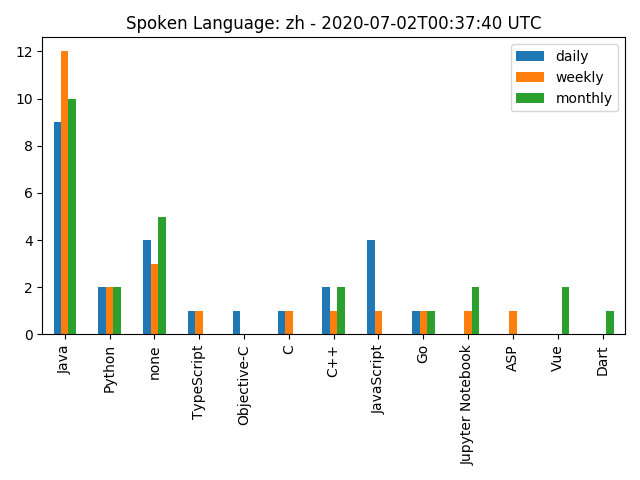 Spoken Language: zh - 2020-07-02T00:37:40 UTC
daily
weekly
monthly
12
10
8
6
4
2
0
Java
Python
none
TypeScript
Objective-C
C
C++
JavaScript
Go
Jupyter Notebook
ASP
Vue
Dart